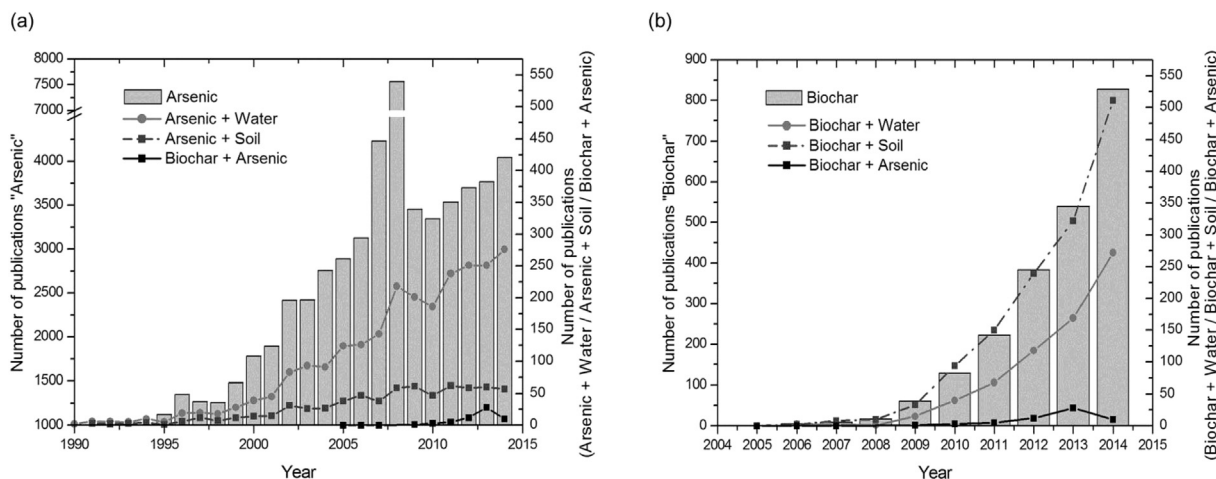 (a)
8000
7500
7000
4000
3500
3000
2500
2000
1500
1000
Number of publications "Arsenic"
Arsenic
Arsenic + Water
Arsenic + Soil
Biochar + Arsenic
550
500
450
400
350
300
250
200
150
100
50
0
Number of publications
(Arsenic + Water / Arsenic + Soil / Biochar + Arsenic)
1990 1995 2000 2005 2010 2015
Year
(b)
900
800
700
600
500
400
300
200
100
0
Number of publications "Biochar"
Biochar
Biochar + Water
Biochar + Soil
Biochar + Arsenic
550
500
450
400
350
300
250
200
150
100
50
0
Number of publications
(Biochar + Water / Biochar + Soil / Biochar + Arsenic)
2004 2005 2006 2007 2008 2009 2010 2011 2012 2013 2014 2015
Year